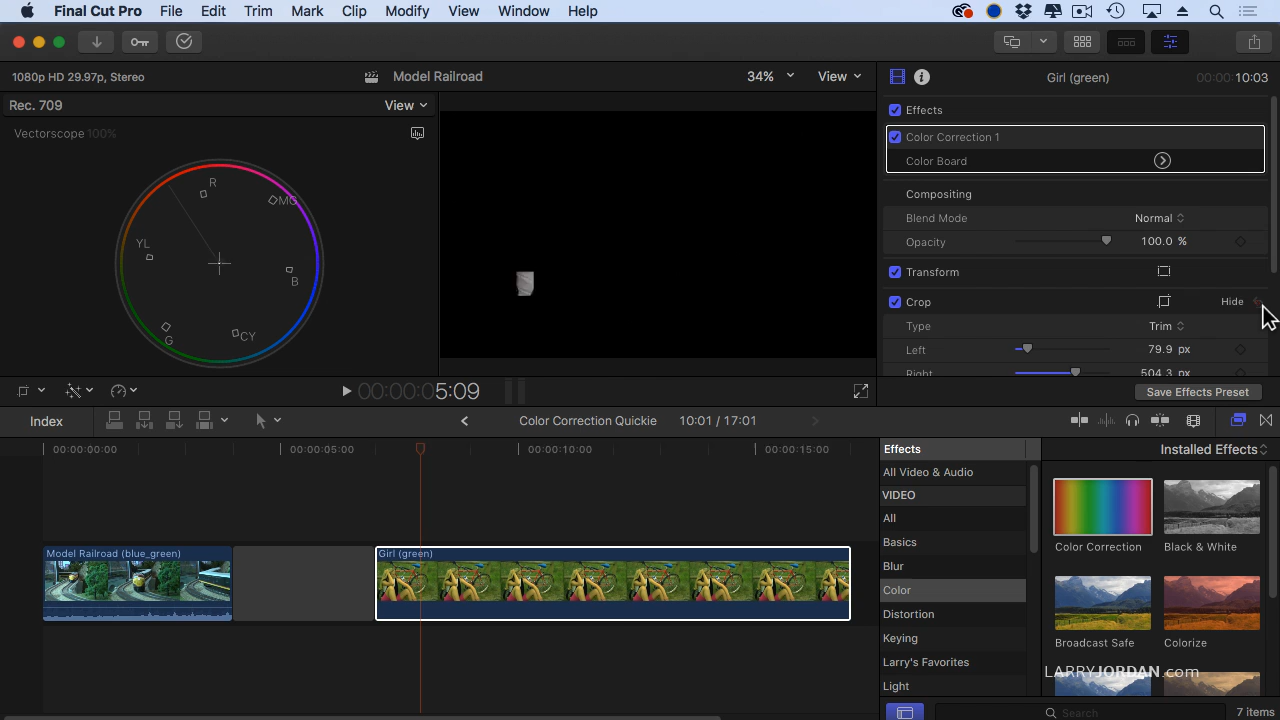 Final Cut Pro File Edit Trim Mark Clip Modify View Window Help
1080p HD 29.97p, Stereo Model Railroad 34% View Girl (green) 00:00:10:03
Rec. 709 View
Effects
Vectorscope 100%
Color Correction 1
Color Board
R
MG
YL
B
G
CY
Compositing
Blend Mode Normal
Opacity 100.0 %
Transform
Crop Hide
Type Trim
Left 79.9 px
Right 504.3 px
00:00:00:05:09
Save Effects Preset
Index Color Correction Quickie 10:01 / 17:01
00:00:00:00 00:00:05:00 00:00:10:00 00:00:15:00
Effects Installed Effects
All Video & Audio
VIDEO
All
Basics
Blur
Color
Distortion
Keying
Larry's Favorites
Light
Color Correction Black & White
Broadcast Safe Colorize
Model Railroad (blue_green) Girl (green)
LARRYJORDAN.com
Search 7 items